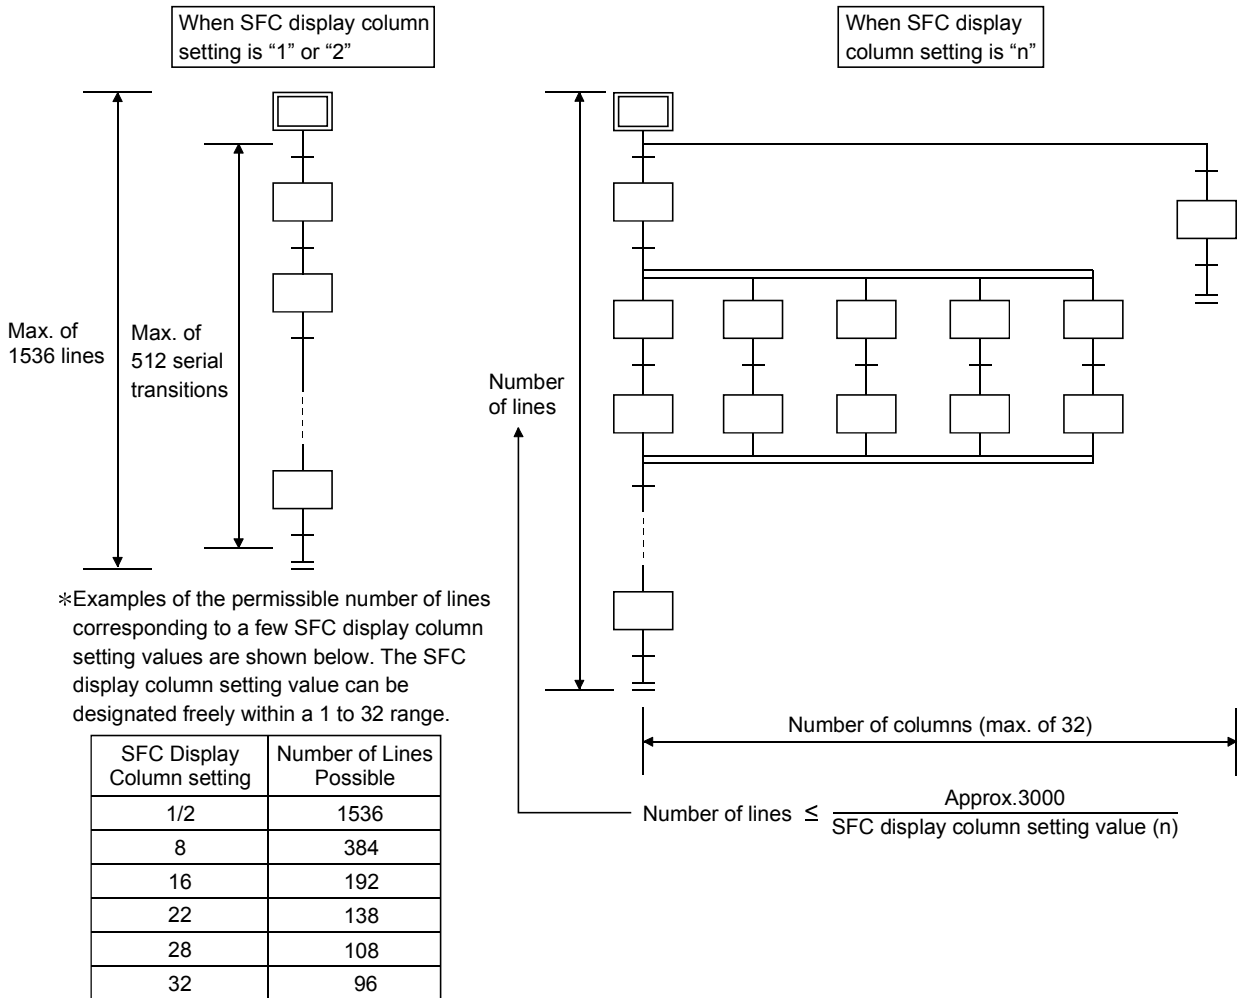 When SFC display column
setting is “1” or “2”
When SFC display
column setting is “n”
Max. of
1536 lines
Max. of
512 serial
transitions
Number
of lines
*Examples of the permissible number of lines
corresponding to a few SFC display column
setting values are shown below. The SFC
display column setting value can be
designated freely within a 1 to 32 range.
SFC Display
Column setting
Number of Lines
Possible
1/2 1536
8 384
16 192
22 138
28 108
32 96
Number of columns (max. of 32)
Number of lines ≤ Approx.3000
SFC display column setting value (n)